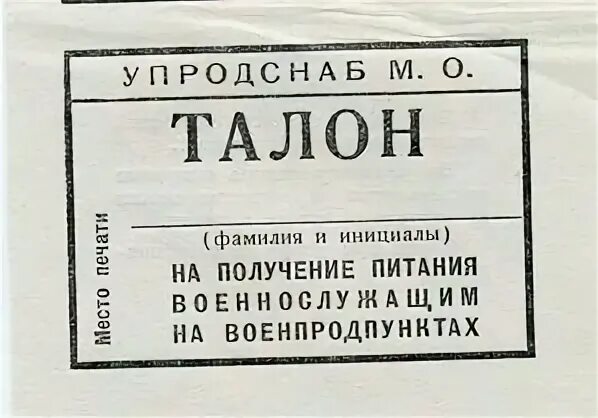 УПРОДСНАБ М. О.
ТАЛОН
(фамилия и инициалы)
НА ПОЛУЧЕНИЕ ПИТАНИЯ
ВОЕННОСЛУЖАЩИМ
НА ВОЕНПРОДПУНКТАХ
Место печати